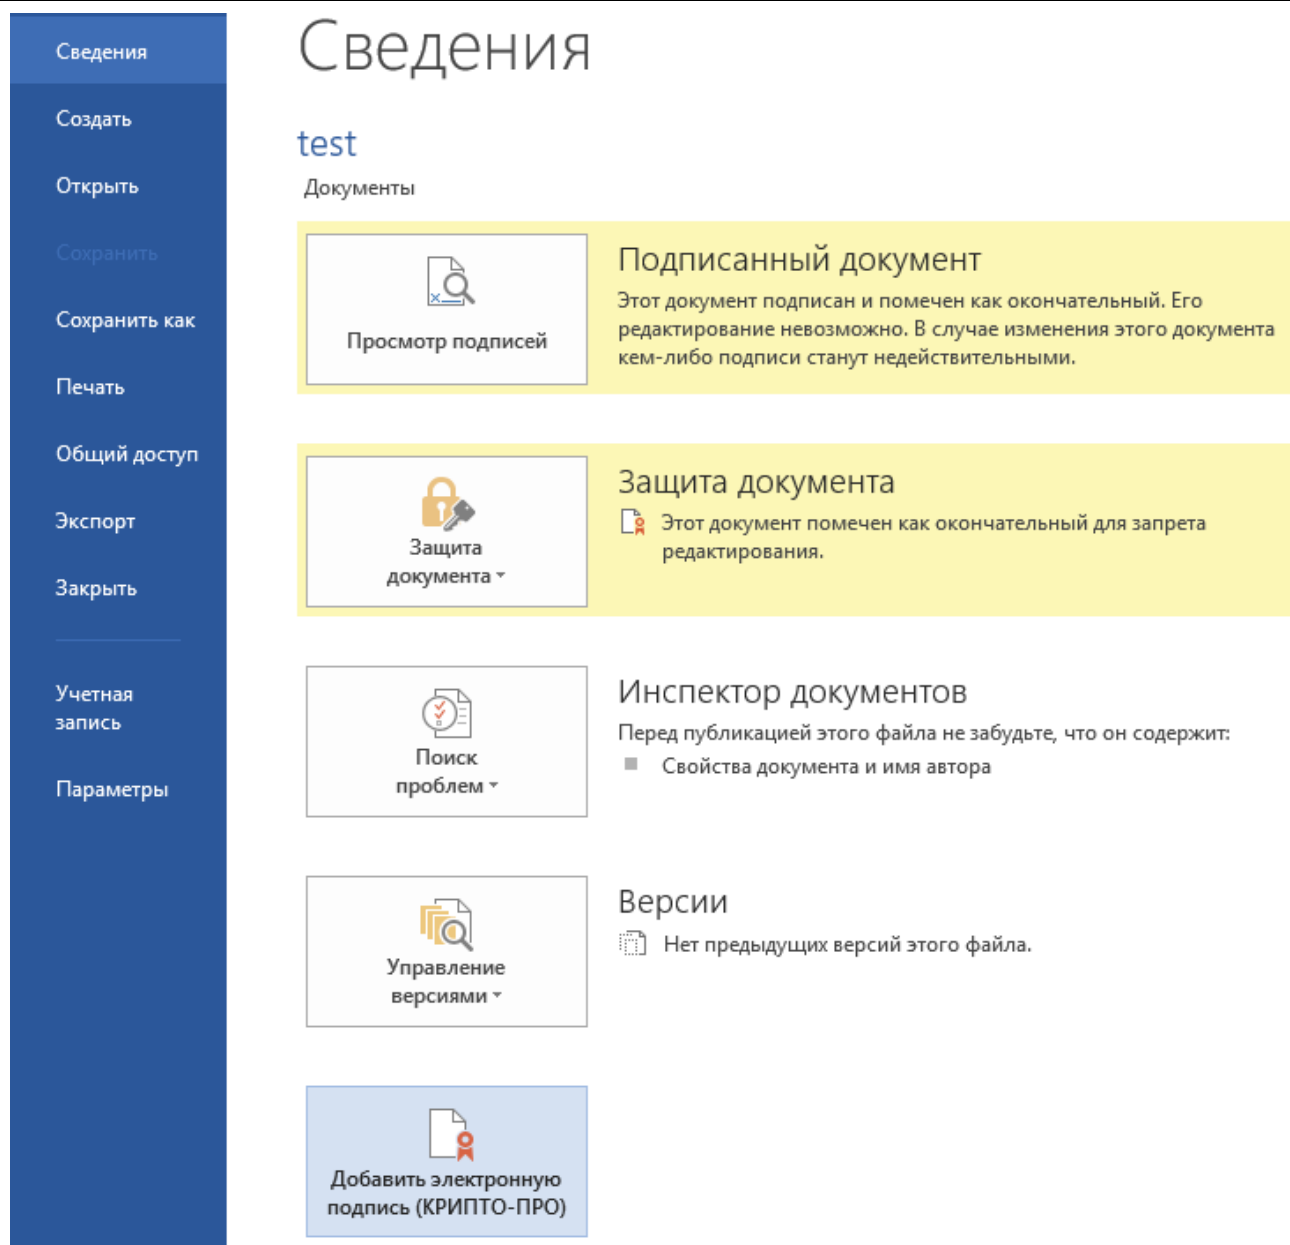 Сведения
Создать
Открыть
Сохранить
Сохранить как
Печать
Общий доступ
Экспорт
Закрыть
Учетная
запись
Параметры
Сведения
test
Документы
Просмотр подписей
Подписанный документ
Этот документ подписан и помечен как окончательный. Его
редактирование невозможно. В случае изменения этого документа
кем-либо подписи станут недействительными.
Защита
документа
Защита документа
Этот документ помечен как окончательный для запрета
редактирования.
Поиск
проблем
Инспектор документов
Перед публикацией этого файла не забудьте, что он содержит:
Свойства документа и имя автора
Управление
версиями
Версии
Нет предыдущих версий этого файла.
Добавить электронную
подпись (КРИПТО-ПРО)